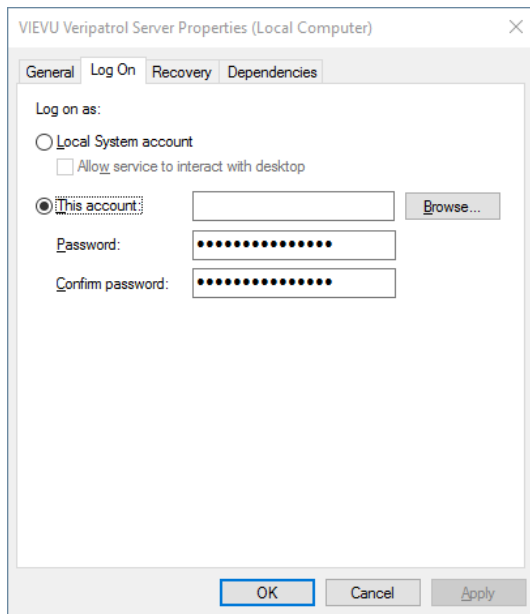 VIEVU Veripatrol Server Properties (Local Computer)
General Log On Recovery Dependencies
Log on as:
Local System account
Allow service to interact with desktop
This account: Browse...
Password: ●●●●●●●●●●●●●●●
Confirm password: ●●●●●●●●●●●●●●●
OK Cancel Apply